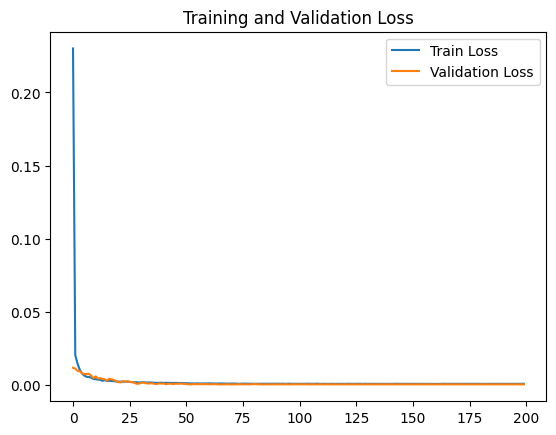 Training and Validation Loss
Train Loss
Validation Loss
0.20
0.15
0.10
0.05
0.00
0 25 50 75 100 125 150 175 200